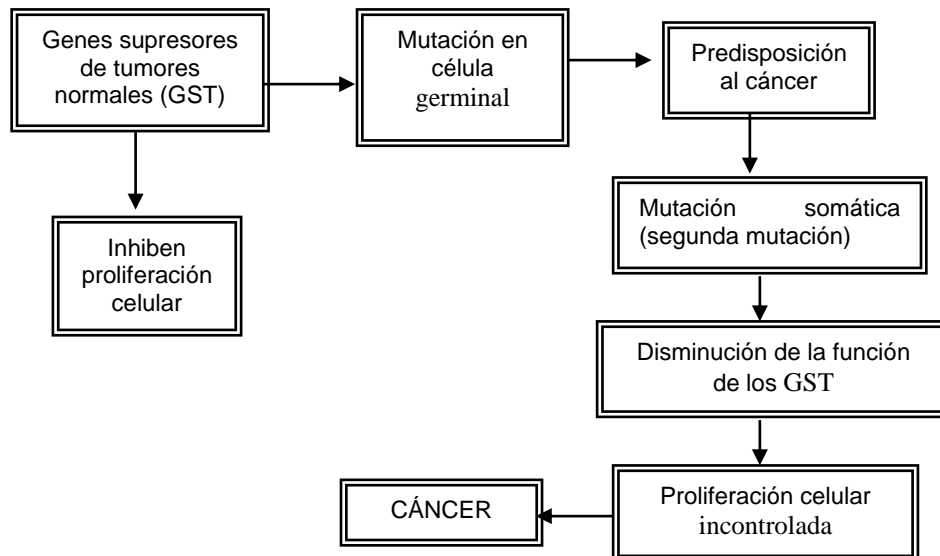 Genes supresores
de tumores
normales (GST)
Mutación en
célula
germinal
Predisposición
al cáncer
Inhiben
proliferación
celular
Mutación somática
(segunda mutación)
Disminución de la función
de los GST
Proliferación celular
incontrolada
CÁNCER